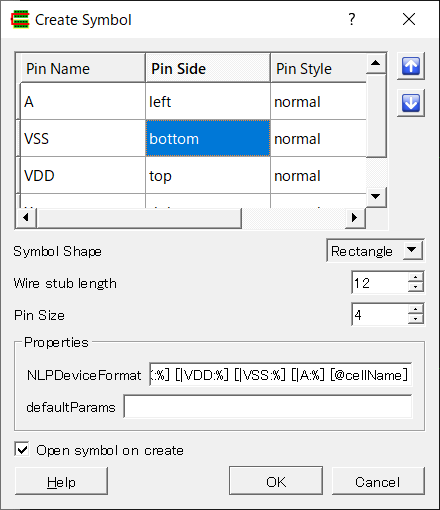 Create Symbol
Pin Name Pin Side Pin Style
A left normal
VSS bottom normal
VDD top normal
Symbol Shape Rectangle
Wire stub length 12
Pin Size 4
Properties
NLPDeviceFormat :%] [|VDD:%] [|VSS:%] [|A:%] [@cellName]
defaultParams
Open symbol on create
Help OK Cancel